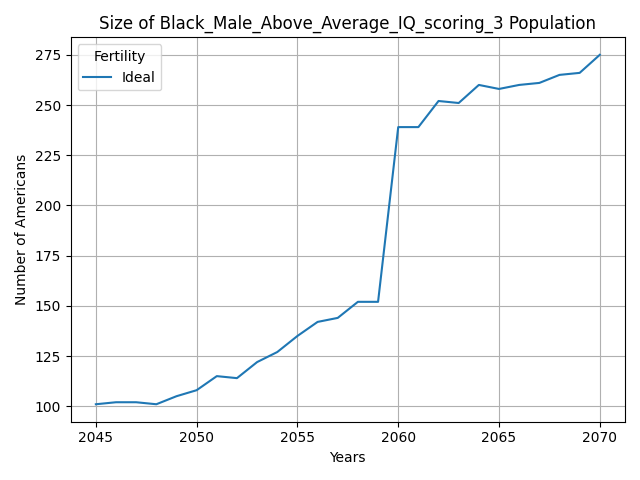 Size of Black_Male_Above_Average_IQ_scoring_3 Population
Fertility
Ideal
275
250
225
200
175
150
125
100
Number of Americans
2045
2050
2055
2060
2065
2070
Years